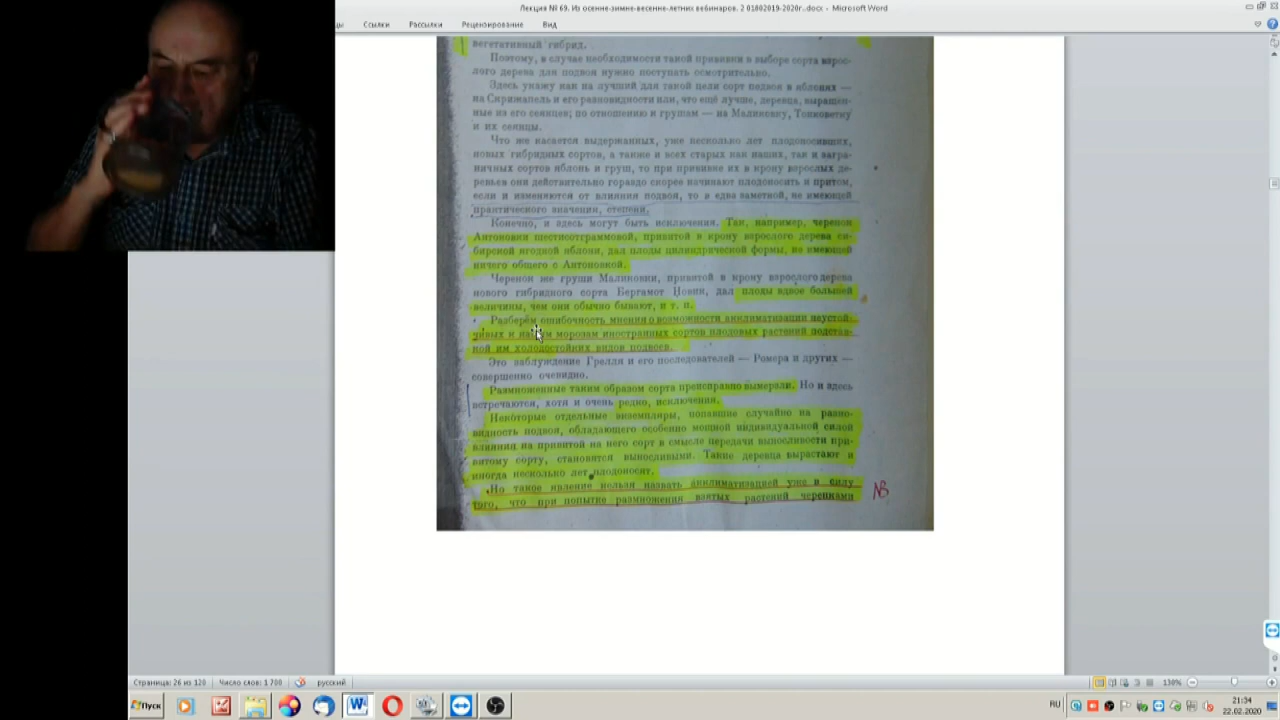 Лекция № 69. Из осенне-зимне-весенне-летних вебинаров. 2 01802019-2020г..docx - Microsoft Word
Ссылки Рассылки Рецензирование Вид
вегетативный гибрид.
Поэтому, в случае необходимости такой прививки в выборе сорта взрос-
лого дерева для подвоя нужно поступать осмотрительно.
Здесь укажу как на лучший для такой цели сорт подвоя в яблонях —
на Скрижапель и его разновидности или, что ещё лучше, деревца, выращен-
ные из его сеянцев; по отношению к грушам — на Малиновку, Тонковетку
и их сеянцы.
Что же касается выдержанных, уже несколько лет плодоносивших,
новых гибридных сортов, а также и всех старых как наших, так и загра-
ничных сортов яблонь и груш, то при прививке их в крону взрослых де-
ревьев они действительно гораздо скорее начинают плодоносить и притом,
если и изменяются от влияния подвоя, то в едва заметной, не имеющей
практического значения, степени.
Конечно, и здесь могут быть исключения. Так, например, черенок
Антоновки шестисотграммовой, привитой в крону взрослого дерева си-
бирской ягодной яблони, дал плоды цилиндрической формы, не имеющей
ничего общего с Антоновкой.
Черенок же груши Малиновки, привитой в крону взрослого дерева
нового гибридного сорта Бергамот Новик, дал плоды вдвое большей
величины, чем они обычно бывают, и т. п.
Разберём ошибочность мнения о возможности акклиматизации неустой-
чивых к нашим морозам иностранных сортов плодовых растений подстав-
кой им холодостойких видов подвоев.
Это заблуждение Грелля и его последователей — Ромера и других —
совершенно очевидно.
Размноженные таким образом сорта преисправно вымерзли. Но и здесь
встречаются, хотя и очень редко, исключения.
Некоторые отдельные экземпляры, попавшие случайно на разно-
видность подвоя, обладающего особенно мощной индивидуальной силой
влияния на привитой на него сорт в смысле передачи выносливости при-
витому сорту, становятся выносливыми. Такие деревца вырастают и
иногда несколько лет плодоносят.
Но такое явление нельзя назвать акклиматизацией уже в силу
того, что при попытке размножения взятых растений черенками
NB
Страница: 26 из 120 Число слов: 1 700 русский 130%
Пуск RU 21:34
22.02.2020